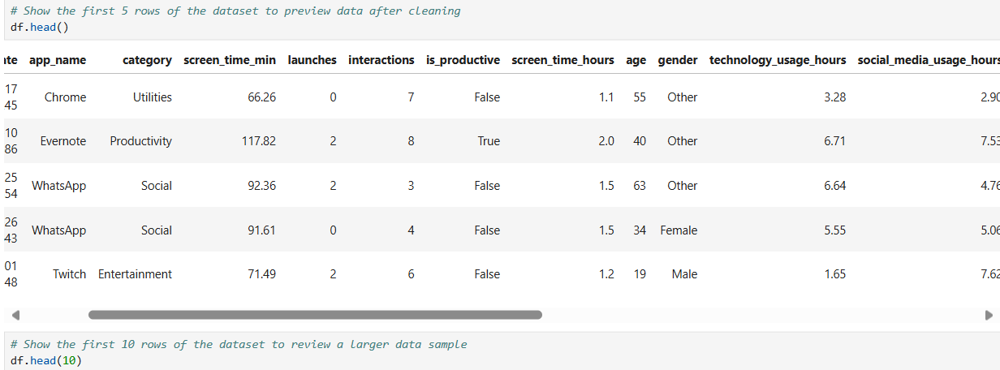 # Show the first 5 rows of the dataset to preview data after cleaning
df.head()
ate app_name category screen_time_min launches interactions is_productive screen_time_hours age gender technology_usage_hours social_media_usage_hours
17
45 Chrome Utilities 66.26 0 7 False 1.1 55 Other 3.28 2.90
10
86 Evernote Productivity 117.82 2 8 True 2.0 40 Other 6.71 7.53
25
54 WhatsApp Social 92.36 2 3 False 1.5 63 Other 6.64 4.76
26
43 WhatsApp Social 91.61 0 4 False 1.5 34 Female 5.55 5.06
01
48 Twitch Entertainment 71.49 2 6 False 1.2 19 Male 1.65 7.62
# Show the first 10 rows of the dataset to review a larger data sample
df.head(10)